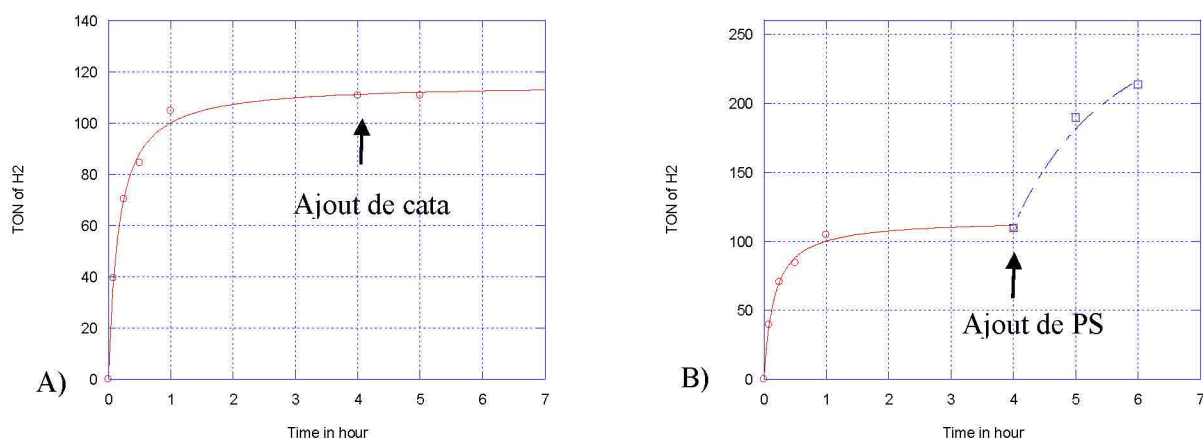 140
120
100
80
60
40
20
0
TON of H2
0 1 2 3 4 5 6 7
Time in hour
Ajout de cata
A)
250
200
150
100
50
0
TON of H2
0 1 2 3 4 5 6 7
Time in hour
Ajout de PS
B)